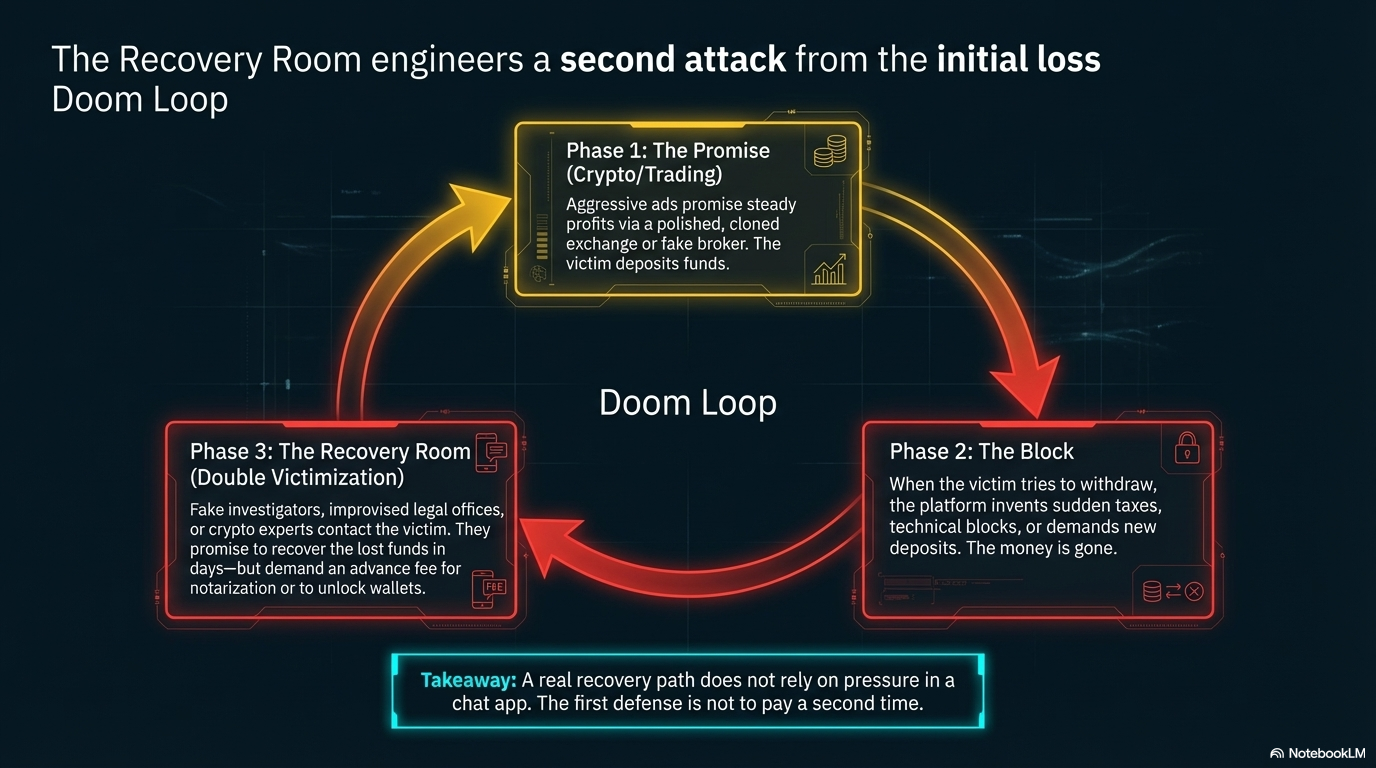 The Recovery Room engineers a second attack from the initial loss
Doom Loop
Phase 1: The Promise
(Crypto/Trading)
Aggressive ads promise steady
profits via a polished, cloned
exchange or fake broker. The
victim deposits funds.
Doom Loop
Phase 2: The Block
When the victim tries to withdraw,
the platform invents sudden taxes,
technical blocks, or demands new
deposits. The money is gone.
Phase 3: The Recovery Room
(Double Victimization)
Fake investigators, improvised legal offices,
or crypto experts contact the victim. They
promise to recover the lost funds in
days—but demand an advance fee for
notarization or to unlock wallets.
Takeaway: A real recovery path does not rely on pressure in a
chat app. The first defense is not to pay a second time.
NotebookLM